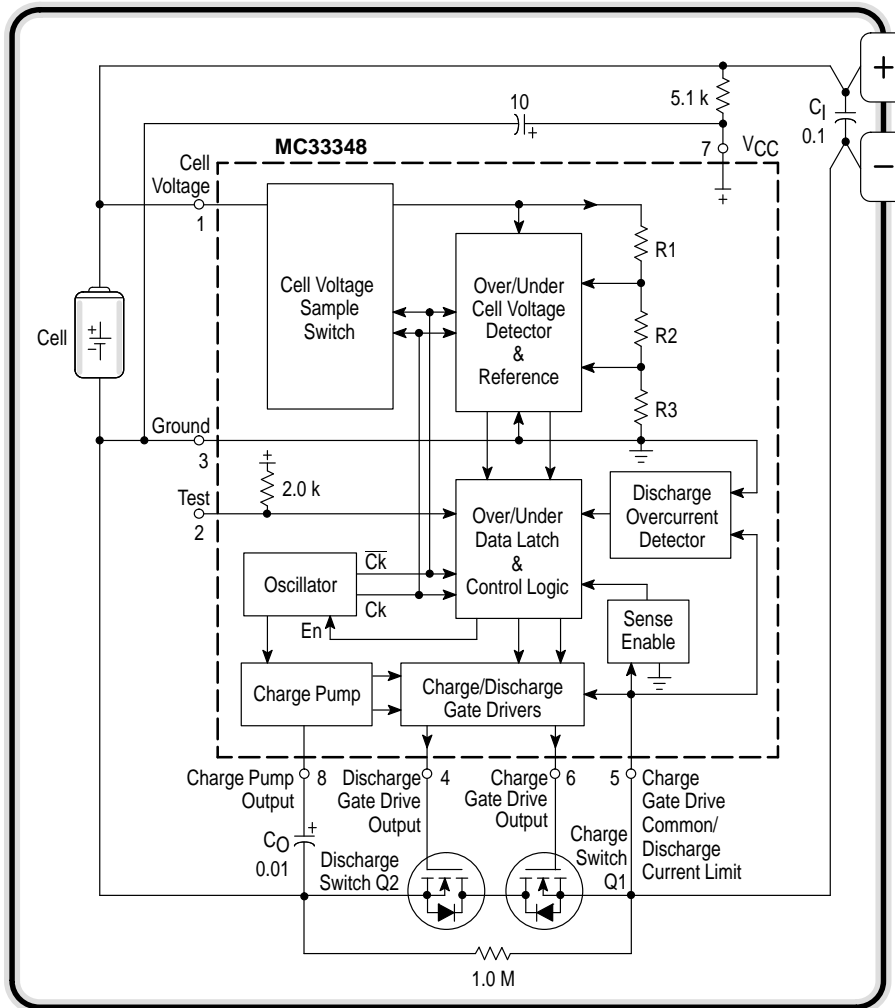 +
−
5.1 k
C_I
0.1
10
+
MC33348
7
V_CC
+
Cell
Voltage
1
Cell Voltage
Sample
Switch
R1
Over/Under
Cell Voltage
Detector
&
Reference
R2
R3
Cell
+
−
Ground
3
+
2.0 k
Test
2
Over/Under
Data Latch
&
Control Logic
Discharge
Overcurrent
Detector
Oscillator
C̅k̅
Ck
En
Sense
Enable
Charge Pump
Charge/Discharge
Gate Drivers
Charge Pump
Output
8
Discharge
Gate Drive
Output
4
Charge
Gate Drive
Output
6
5
Charge
Gate Drive
Common/
Discharge
Current Limit
C_O
0.01
+
Discharge
Switch Q2
Charge
Switch
Q1
1.0 M